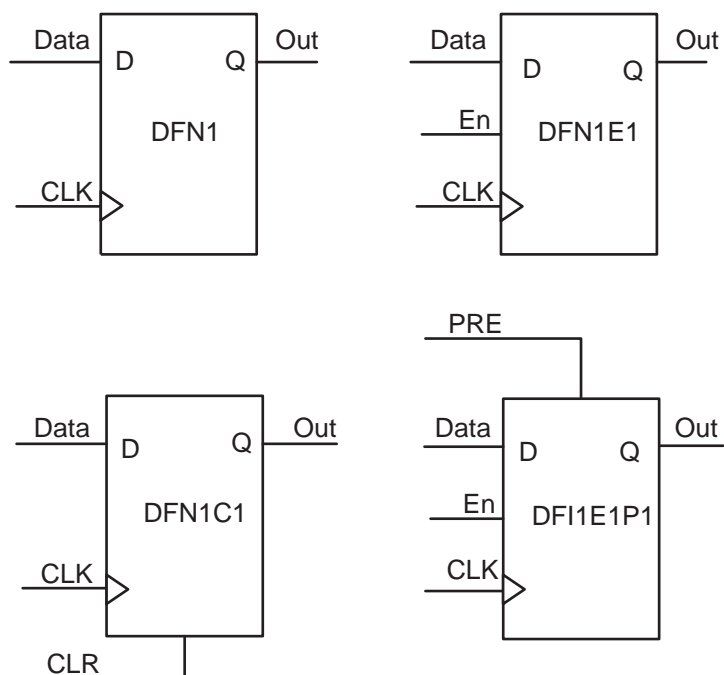 Data
D
Q
Out
DFN1
CLK
Data
D
Q
Out
En
DFN1E1
CLK
Data
D
Q
Out
DFN1C1
CLK
CLR
PRE
Data
D
Q
Out
En
DFI1E1P1
CLK